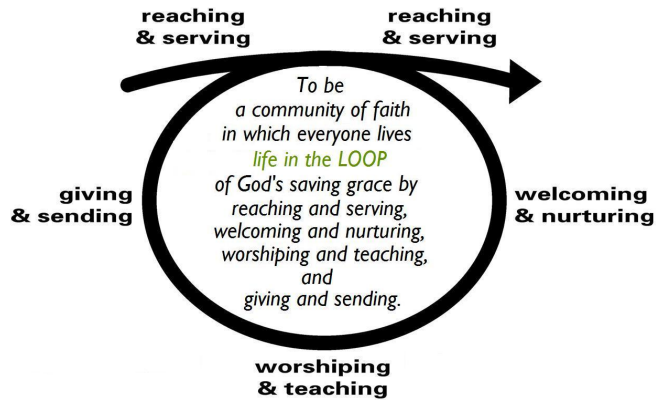 reaching
& serving
reaching
& serving
To be
a community of faith
in which everyone lives
life in the LOOP
of God's saving grace by
reaching and serving,
welcoming and nurturing,
worshiping and teaching,
and
giving and sending.
giving
& sending
welcoming
& nurturing
worshiping
& teaching